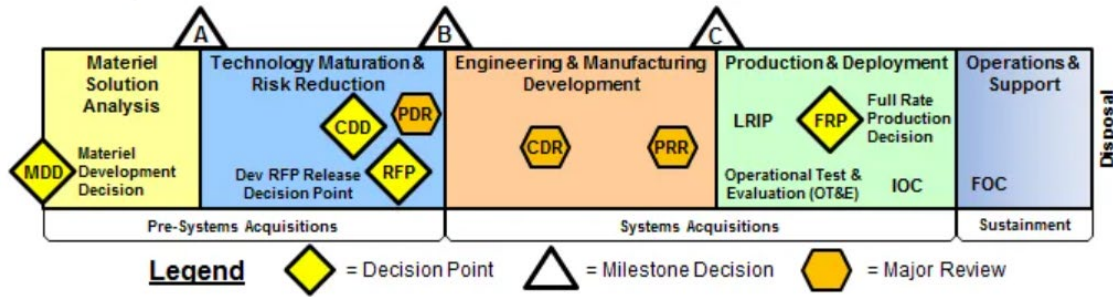 A
B
C
Materiel
Solution
Analysis
MDD
Materiel
Development
Decision
Technology Maturation &
Risk Reduction
CDD
PDR
Dev RFP Release
Decision Point
RFP
Engineering & Manufacturing
Development
CDR
PRR
Production & Deployment
LRIP
FRP
Full Rate
Production
Decision
Operational Test &
Evaluation (OT&E)
IOC
Operations &
Support
FOC
Disposal
Pre-Systems Acquisitions
Systems Acquisitions
Sustainment
Legend
= Decision Point
= Milestone Decision
= Major Review